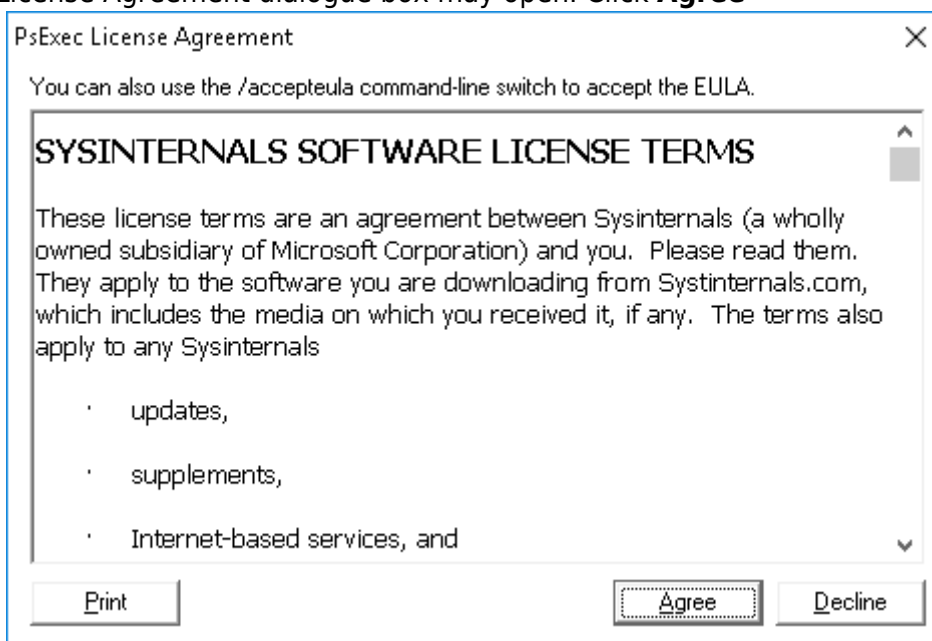 License Agreement dialogue box may open. Click Agree
PsExec License Agreement
You can also use the /accepteula command-line switch to accept the EULA.
SYSINTERNALS SOFTWARE LICENSE TERMS
These license terms are an agreement between Sysinternals (a wholly
owned subsidiary of Microsoft Corporation) and you.  Please read them.
They apply to the software you are downloading from Systinternals.com,
which includes the media on which you received it, if any.  The terms also
apply to any Sysinternals
· updates,
· supplements,
· Internet-based services, and
Print Agree Decline